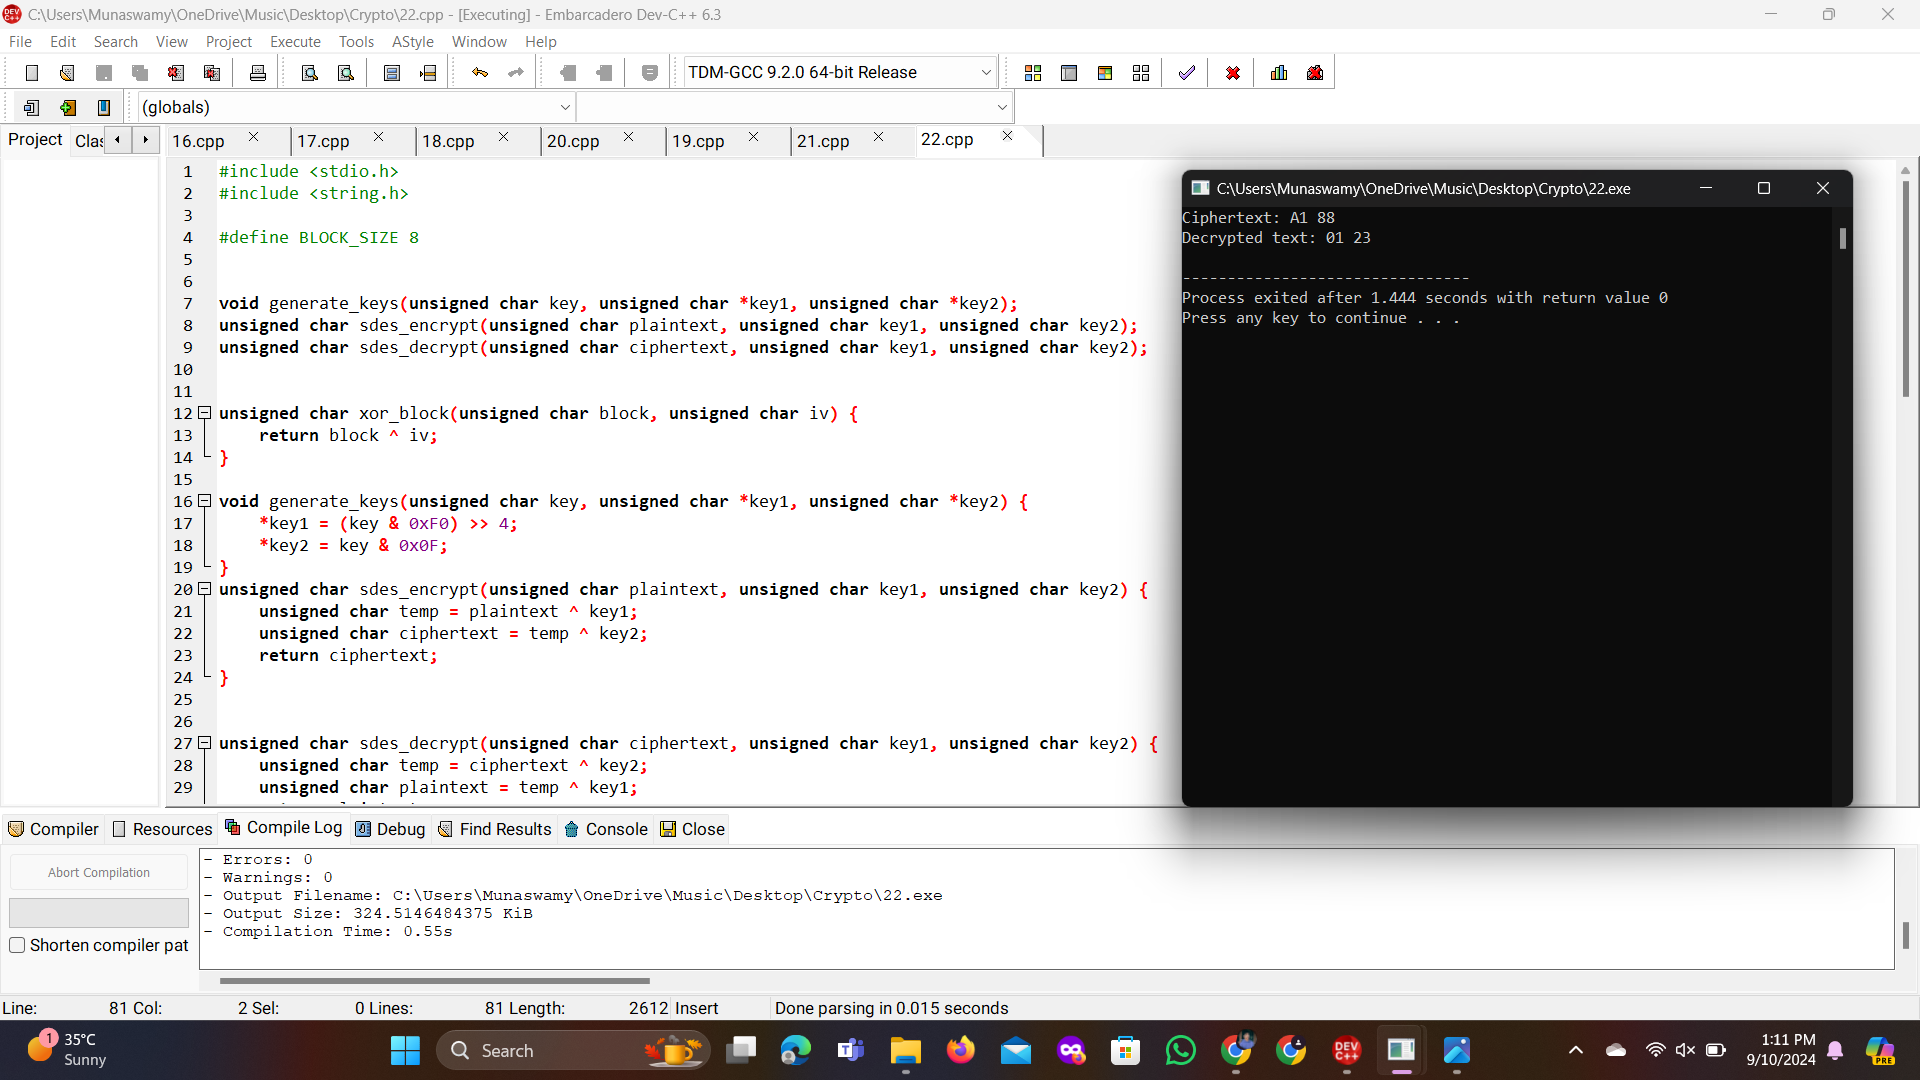 C:\Users\Munaswamy\OneDrive\Music\Desktop\Crypto\22.cpp - [Executing] - Embarcadero Dev-C++ 6.3
File Edit Search View Project Execute Tools AStyle Window Help
TDM-GCC 9.2.0 64-bit Release
(globals)
Project Clas 16.cpp 17.cpp 18.cpp 20.cpp 19.cpp 21.cpp 22.cpp
1 #include <stdio.h>
2 #include <string.h>
3
4 #define BLOCK_SIZE 8
5
6
7 void generate_keys(unsigned char key, unsigned char *key1, unsigned char *key2);
8 unsigned char sdes_encrypt(unsigned char plaintext, unsigned char key1, unsigned char key2);
9 unsigned char sdes_decrypt(unsigned char ciphertext, unsigned char key1, unsigned char key2);
10
11
12 unsigned char xor_block(unsigned char block, unsigned char iv) {
13 return block ^ iv;
14 }
15
16 void generate_keys(unsigned char key, unsigned char *key1, unsigned char *key2) {
17 *key1 = (key & 0xF0) >> 4;
18 *key2 = key & 0x0F;
19 }
20 unsigned char sdes_encrypt(unsigned char plaintext, unsigned char key1, unsigned char key2) {
21 unsigned char temp = plaintext ^ key1;
22 unsigned char ciphertext = temp ^ key2;
23 return ciphertext;
24 }
25
26
27 unsigned char sdes_decrypt(unsigned char ciphertext, unsigned char key1, unsigned char key2) {
28 unsigned char temp = ciphertext ^ key2;
29 unsigned char plaintext = temp ^ key1;
C:\Users\Munaswamy\OneDrive\Music\Desktop\Crypto\22.exe
Ciphertext: A1 88
Decrypted text: 01 23
--------------------------------
Process exited after 1.444 seconds with return value 0
Press any key to continue . . .
Compiler Resources Compile Log Debug Find Results Console Close
Abort Compilation
Shorten compiler pat
- Errors: 0
- Warnings: 0
- Output Filename: C:\Users\Munaswamy\OneDrive\Music\Desktop\Crypto\22.exe
- Output Size: 324.5146484375 KiB
- Compilation Time: 0.55s
Line: 81 Col: 2 Sel: 0 Lines: 81 Length: 2612 Insert Done parsing in 0.015 seconds
1
35°C
Sunny
Search
DEV C++
1:11 PM
9/10/2024
PRE